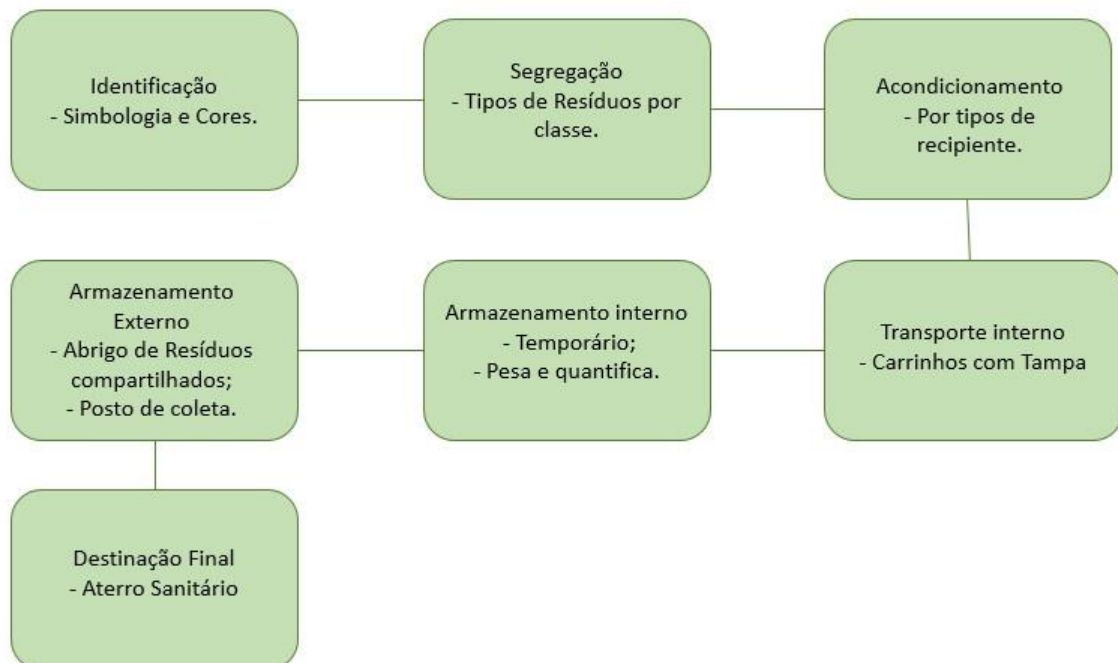 Identificação
- Simbologia e Cores.
Segregação
- Tipos de Resíduos por
classe.
Acondicionamento
- Por tipos de
recipiente.
Armazenamento
Externo
- Abrigo de Resíduos
compartilhados;
- Posto de coleta.
Armazenamento interno
- Temporário;
- Pesa e quantifica.
Transporte interno
- Carrinhos com Tampa
Destinação Final
- Aterro Sanitário